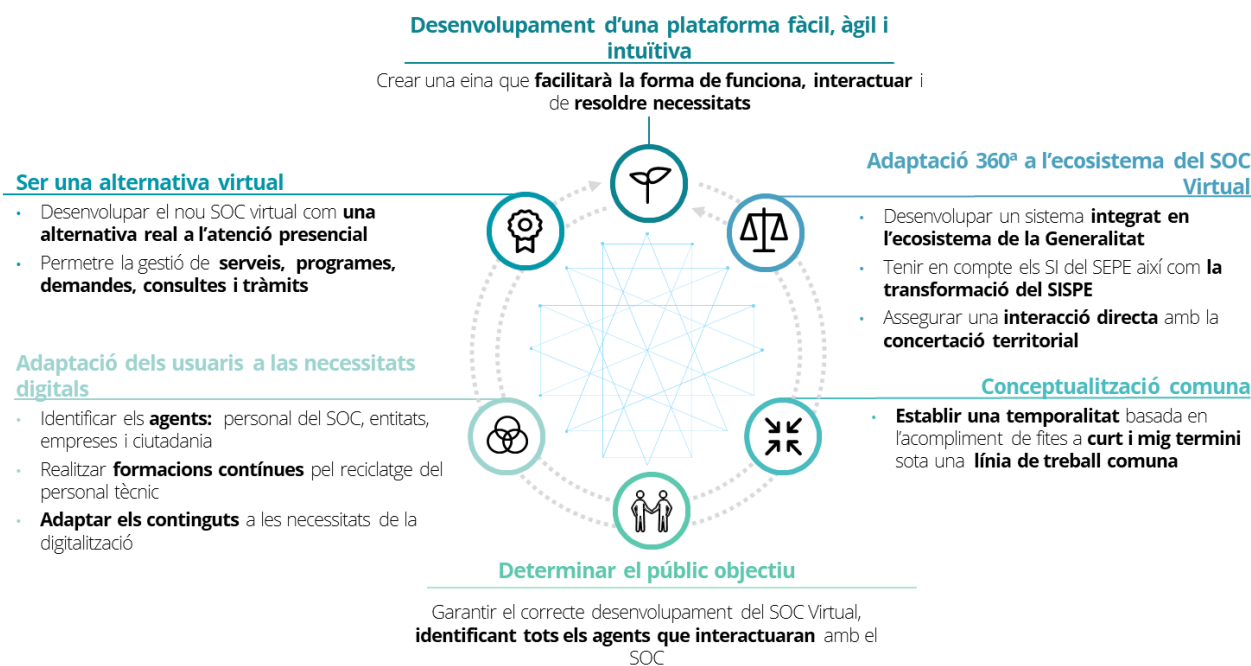 Desenvolupament d'una plataforma fàcil, àgil i
intuïtiva
Crear una eina que facilitarà la forma de funciona, interactuar i
de resoldre necessitats
Ser una alternativa virtual
• Desenvolupar el nou SOC virtual com una
alternativa real a l'atenció presencial
• Permetre la gestió de serveis, programes,
demandes, consultes i tràmits
Adaptació 360ª a l'ecosistema del SOC
Virtual
• Desenvolupar un sistema integrat en
l'ecosistema de la Generalitat
• Tenir en compte els SI del SEPE així com la
transformació del SISPE
• Assegurar una interacció directa amb la
concertació territorial
Adaptació dels usuaris a las necessitats
digitals
• Identificar els agents: personal del SOC, entitats,
empreses i ciutadania
• Realitzar formacions contínues pel reciclatge del
personal tècnic
• Adaptar els continguts a les necessitats de la
digitalització
Conceptualització comuna
• Establir una temporalitat basada en
l'acompliment de fites a curt i mig termini
sota una línia de treball comuna
Determinar el públic objectiu
Garantir el correcte desenvolupament del SOC Virtual,
identificant tots els agents que interactuaran amb el
SOC